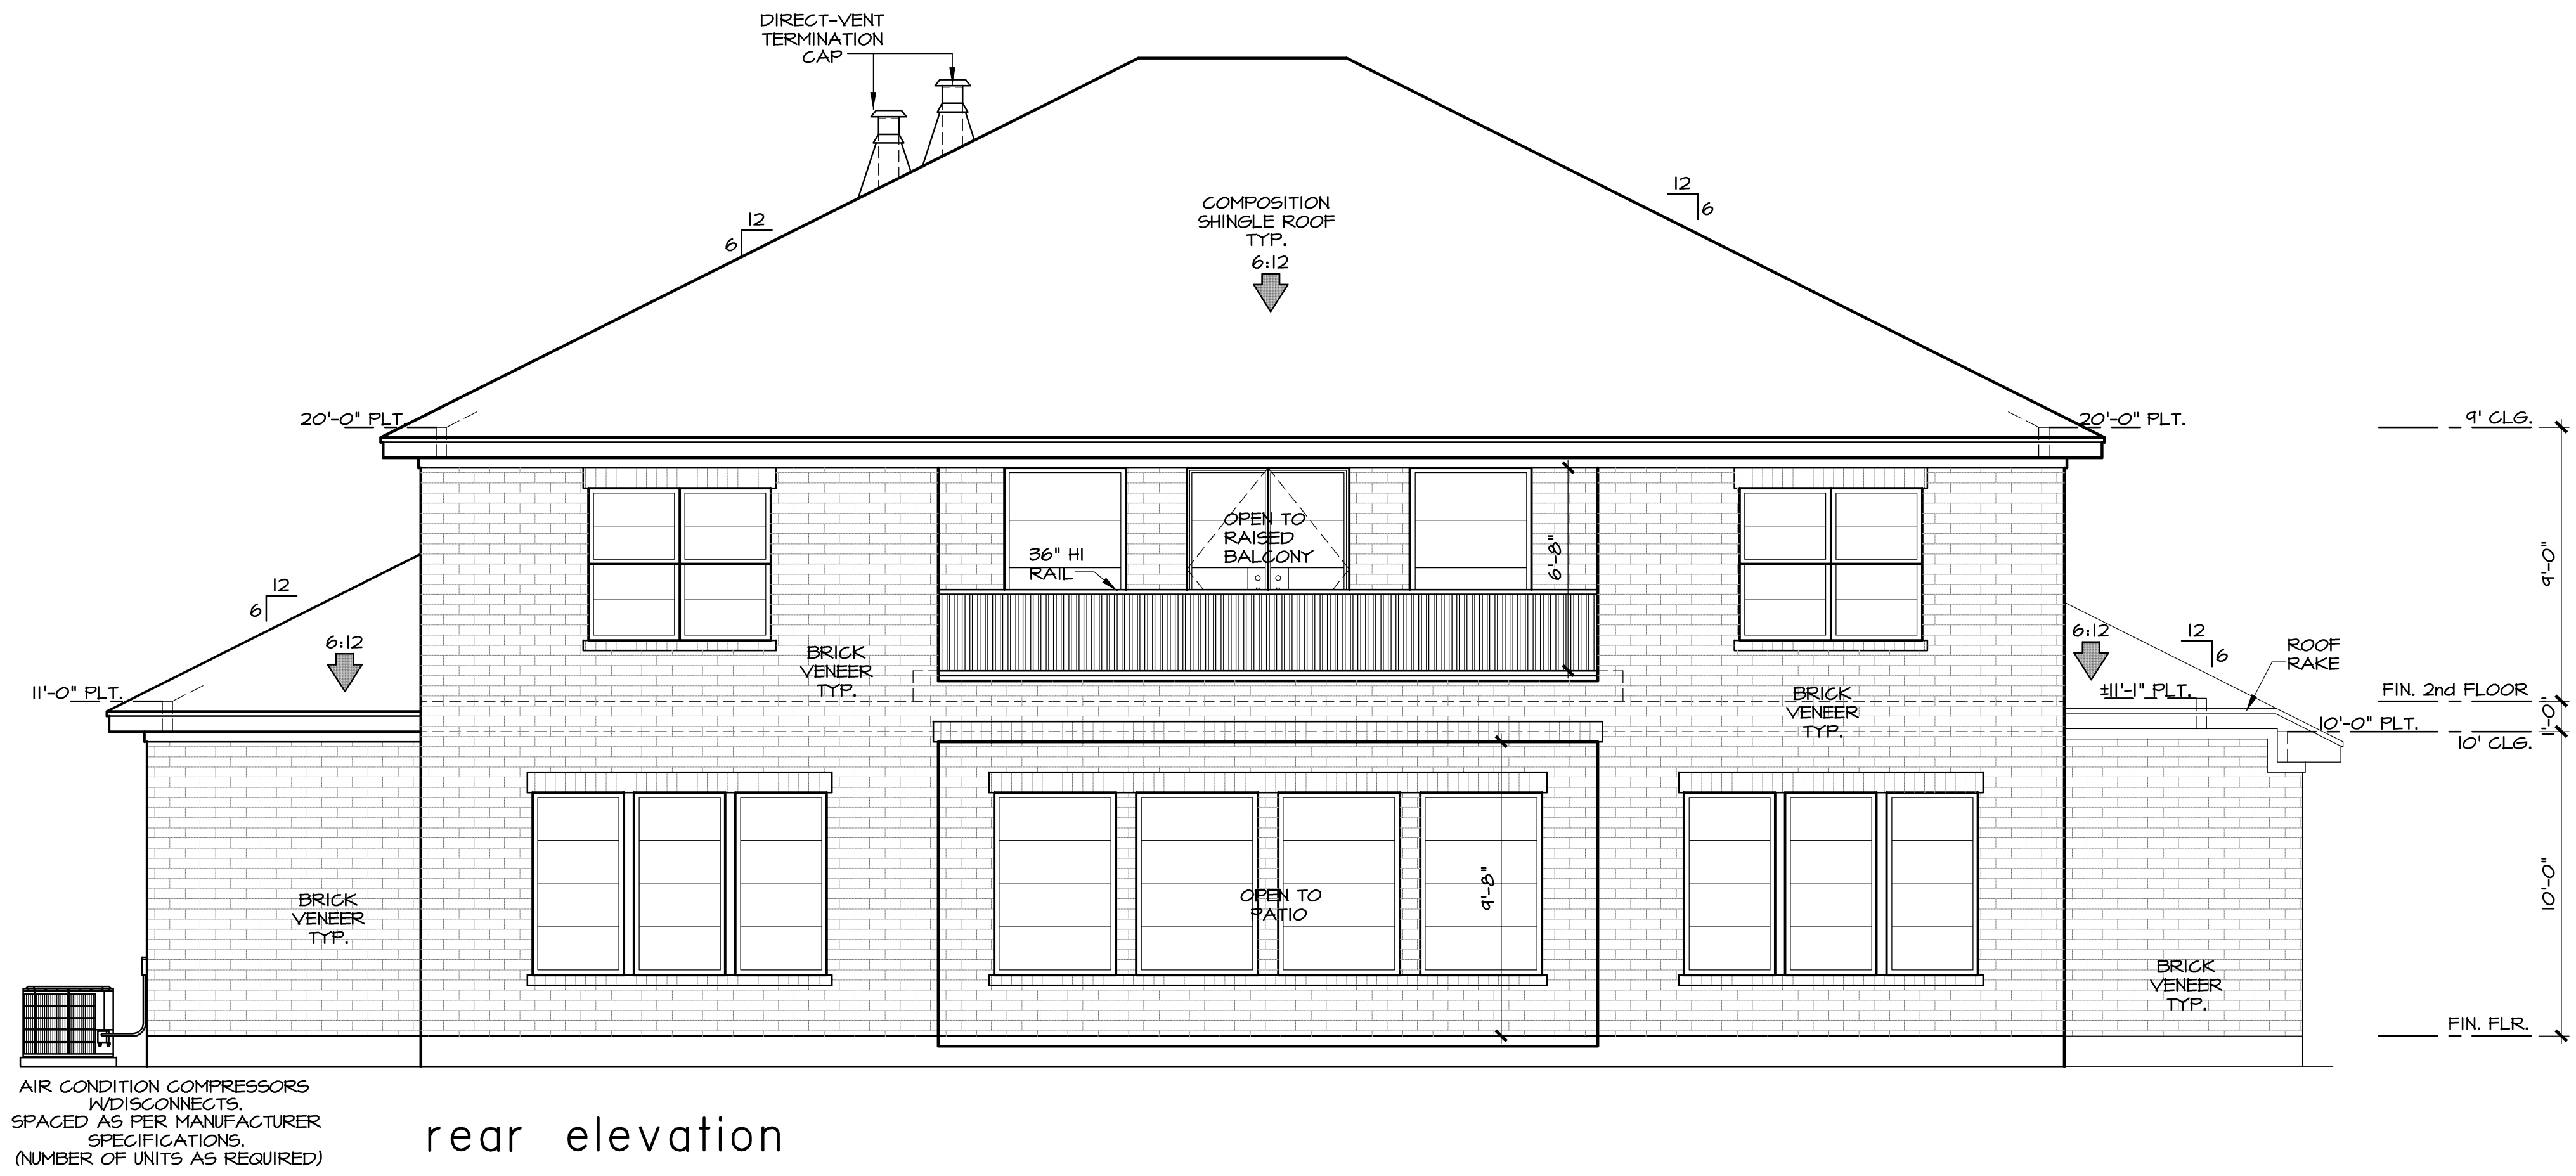 DIRECT-VENT
TERMINATION
CAP
12
6
COMPOSITION
SHINGLE ROOF
TYP.
6:12
12
6
20'-0" PLT.
20'-0" PLT.
9' CLG.
OPEN TO
RAISED
BALCONY
36" HI
RAIL
6'-8"
9'-0"
12
6
6:12
11'-0" PLT.
BRICK
VENEER
TYP.
BRICK
VENEER
TYP.
6:12
12
6
ROOF
RAKE
±11'-1" PLT.
10'-0" PLT.
FIN. 2nd FLOOR
1'-0"
10' CLG.
BRICK
VENEER
TYP.
OPEN TO
PATIO
9'-8"
10'-0"
BRICK
VENEER
TYP.
FIN. FLR.
AIR CONDITION COMPRESSORS
W/DISCONNECTS.
SPACED AS PER MANUFACTURER
SPECIFICATIONS.
(NUMBER OF UNITS AS REQUIRED)
rear elevation